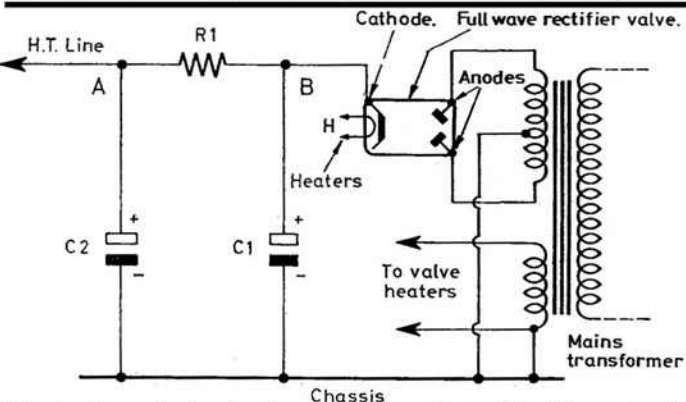 Cathode.
Full wave rectifier valve.
H.T. Line
R1
A
B
Anodes
H
Heaters
+
+
C2
C1
-
-
To valve
heaters
Mains
transformer
Chassis